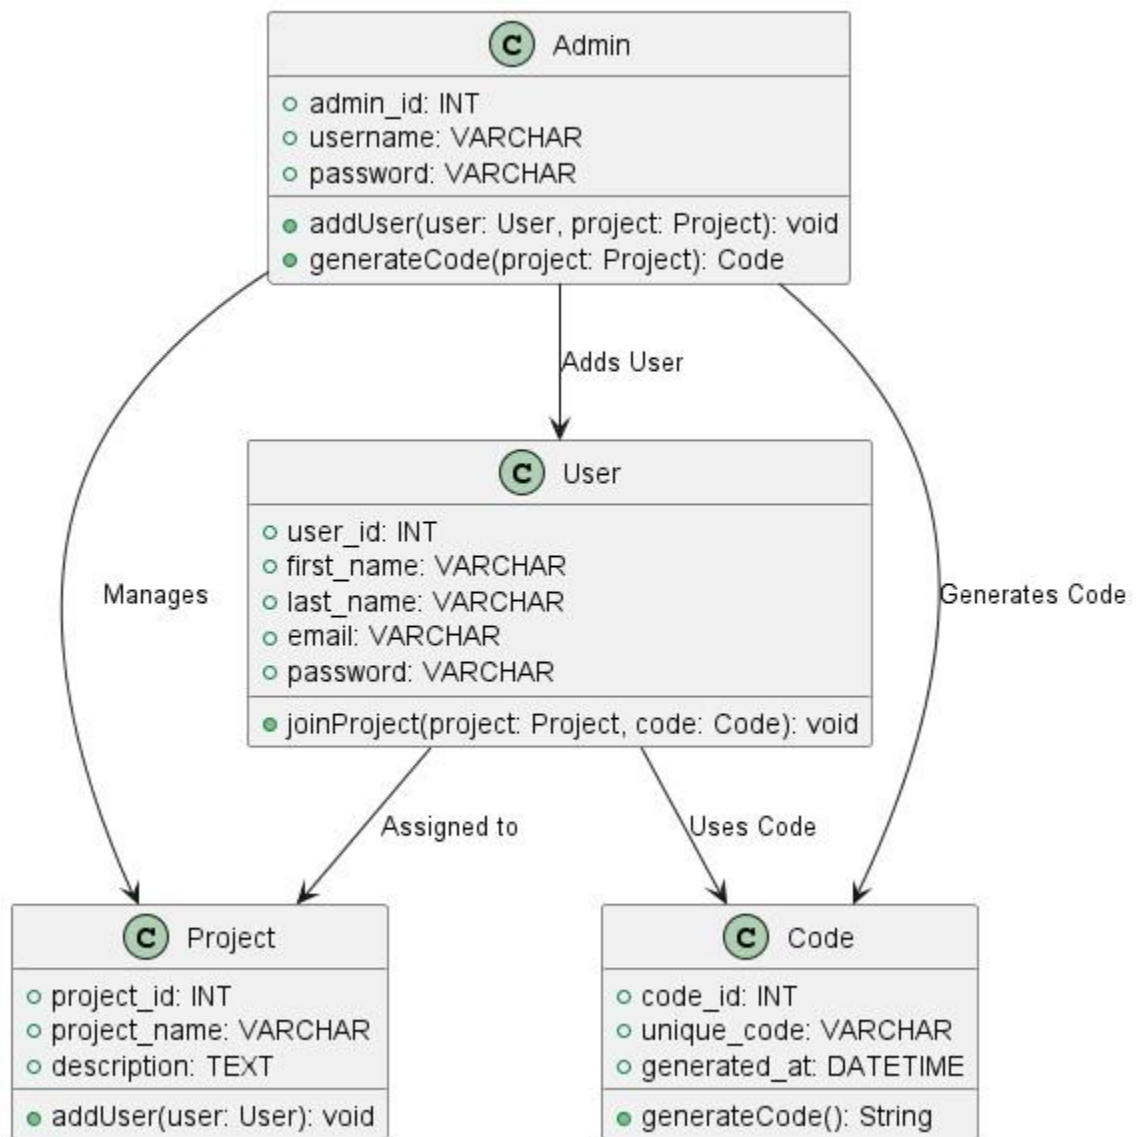 C Admin
admin_id: INT
username: VARCHAR
password: VARCHAR
addUser(user: User, project: Project): void
generateCode(project: Project): Code
Adds User
C User
user_id: INT
first_name: VARCHAR
last_name: VARCHAR
email: VARCHAR
password: VARCHAR
joinProject(project: Project, code: Code): void
Manages
Generates Code
Assigned to
Uses Code
C Project
project_id: INT
project_name: VARCHAR
description: TEXT
addUser(user: User): void
C Code
code_id: INT
unique_code: VARCHAR
generated_at: DATETIME
generateCode(): String